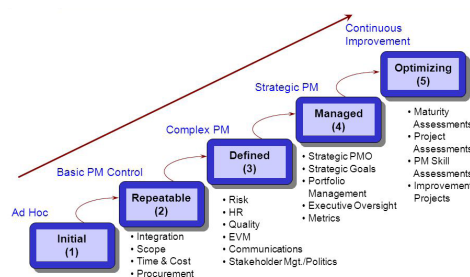 Continuous
Improvement
Optimizing
(5)
• Maturity
Assessments
• Project
Assessments
• PM Skill
Assessments
• Improvement
Projects
Strategic PM
Managed
(4)
• Strategic PMO
• Strategic Goals
• Portfolio
Management
• Executive Oversight
• Metrics
Complex PM
Defined
(3)
• Risk
• HR
• Quality
• EVM
• Communications
• Stakeholder Mgt./Politics
Basic PM Control
Repeatable
(2)
• Integration
• Scope
• Time & Cost
• Procurement
Ad Hoc
Initial
(1)